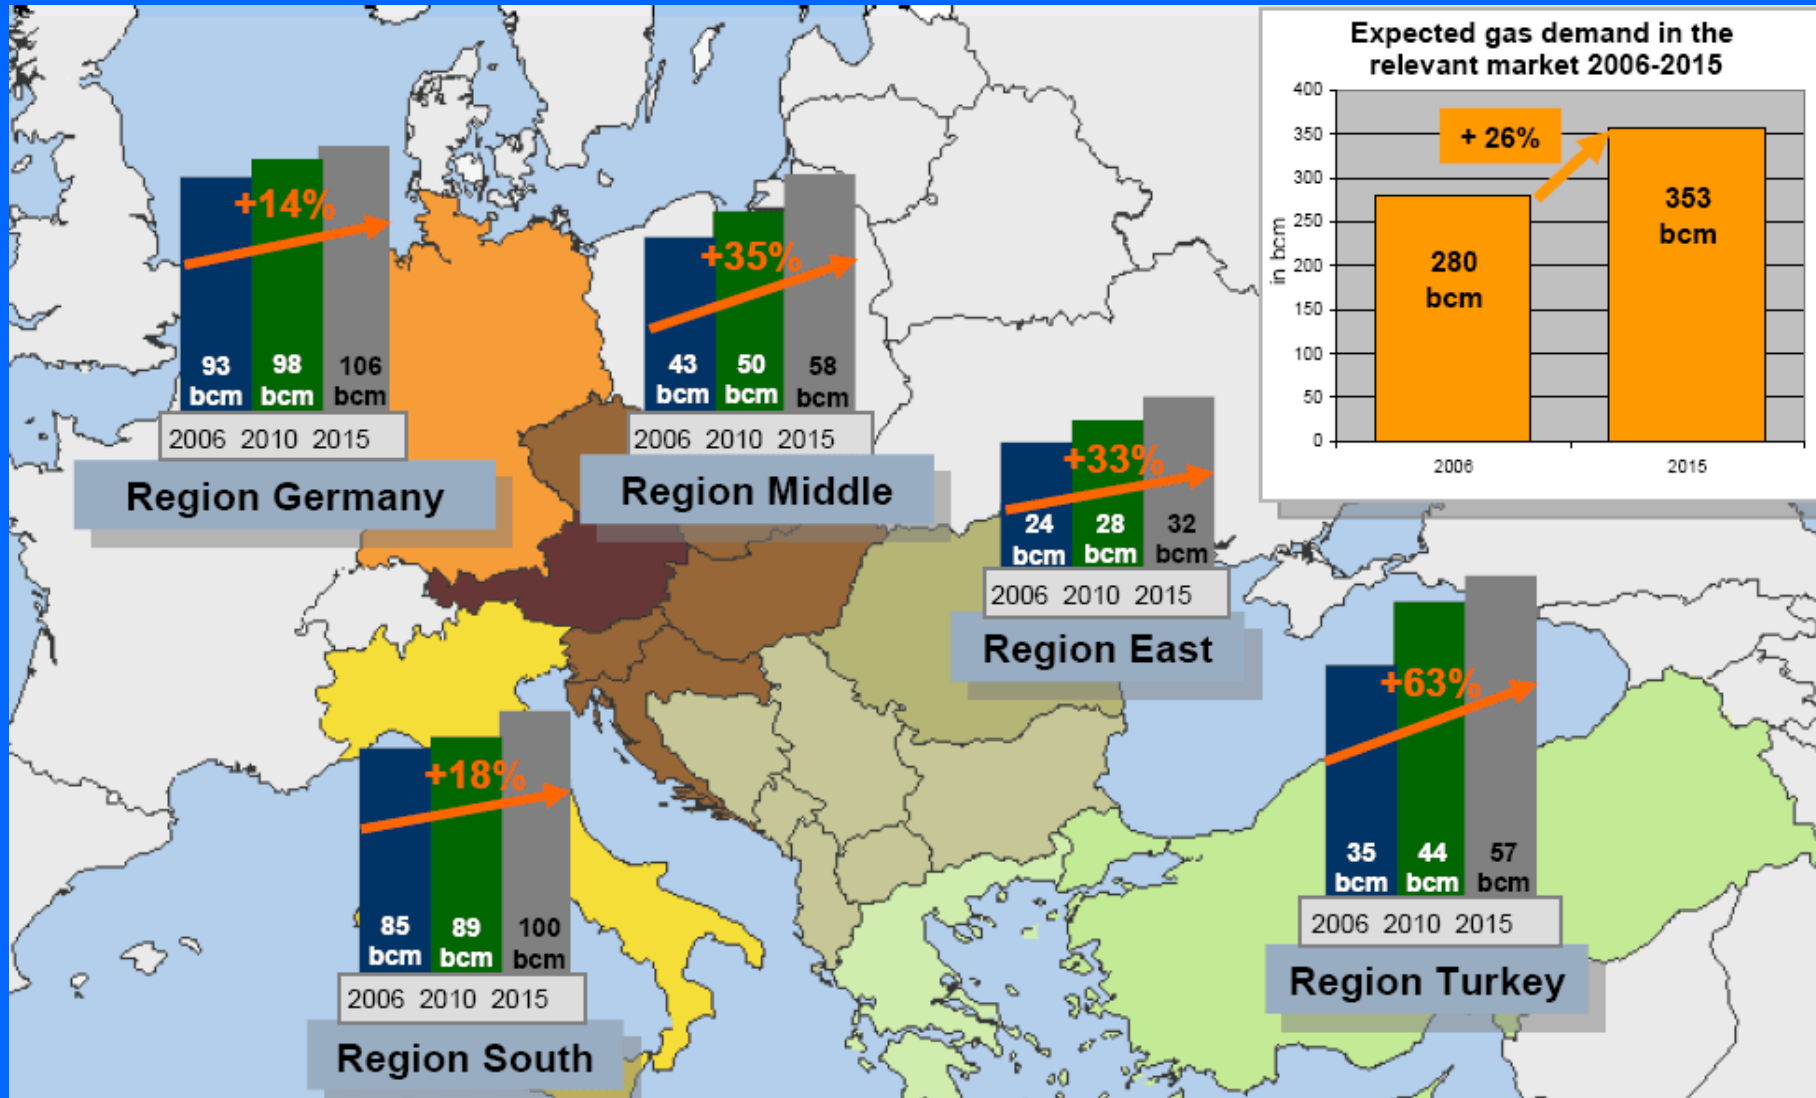 Expected gas demand in the
relevant market 2006-2015
in bcm
400
350
300
250
200
150
100
50
0
+ 26%
280
bcm
353
bcm
2006
2015
+14%
93
bcm
98
bcm
106
bcm
2006 2010 2015
Region Germany
+35%
43
bcm
50
bcm
58
bcm
2006 2010 2015
Region Middle
+33%
24
bcm
28
bcm
32
bcm
2006 2010 2015
Region East
+63%
35
bcm
44
bcm
57
bcm
2006 2010 2015
Region Turkey
+18%
85
bcm
89
bcm
100
bcm
2006 2010 2015
Region South